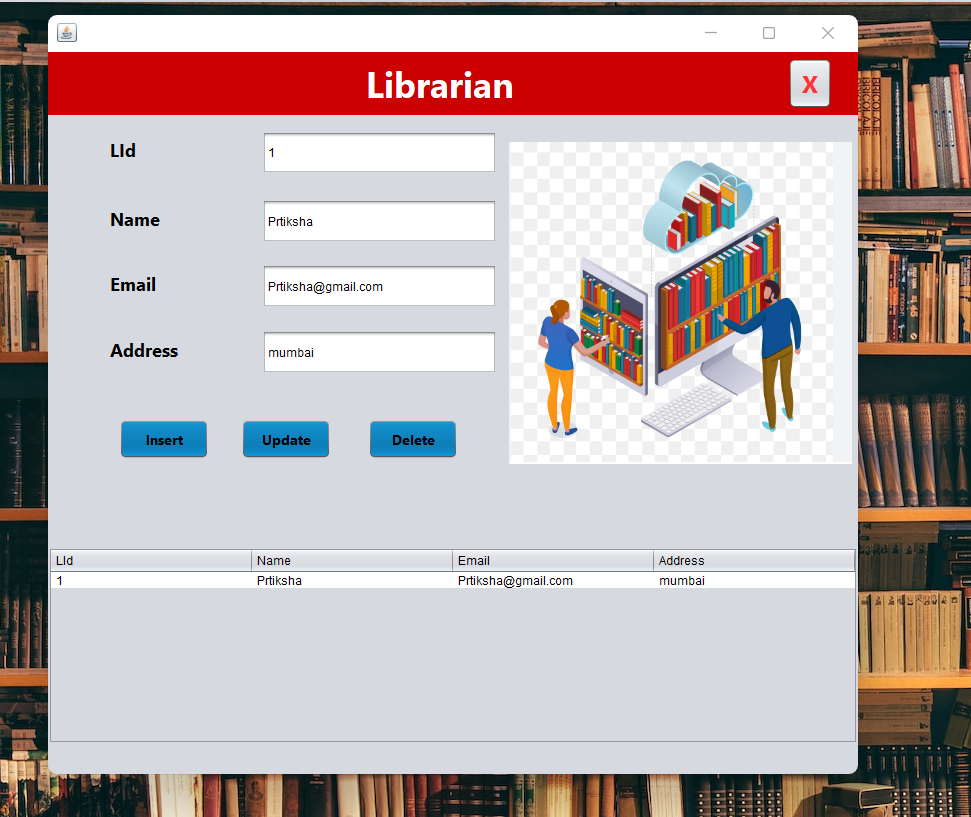 Librarian
X
LId
1
Name
Prtiksha
Email
Prtiksha@gmail.com
Address
mumbai
Insert Update Delete
LId Name Email Address
1 Prtiksha Prtiksha@gmail.com mumbai